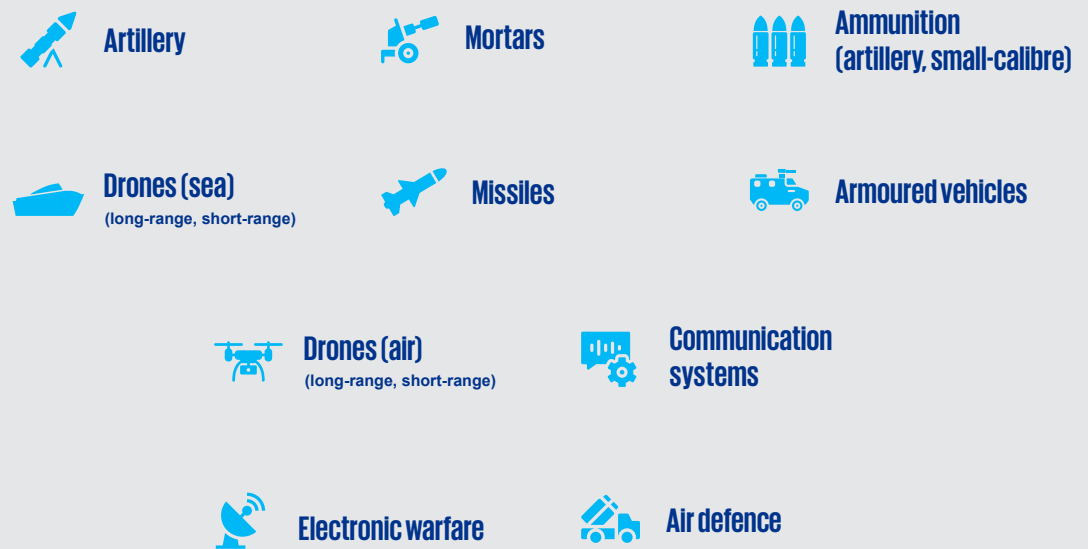 Artillery
Mortars
Ammunition
(artillery, small-calibre)
Drones (sea)
(long-range, short-range)
Missiles
Armoured vehicles
Drones (air)
(long-range, short-range)
Communication
systems
Electronic warfare
Air defence